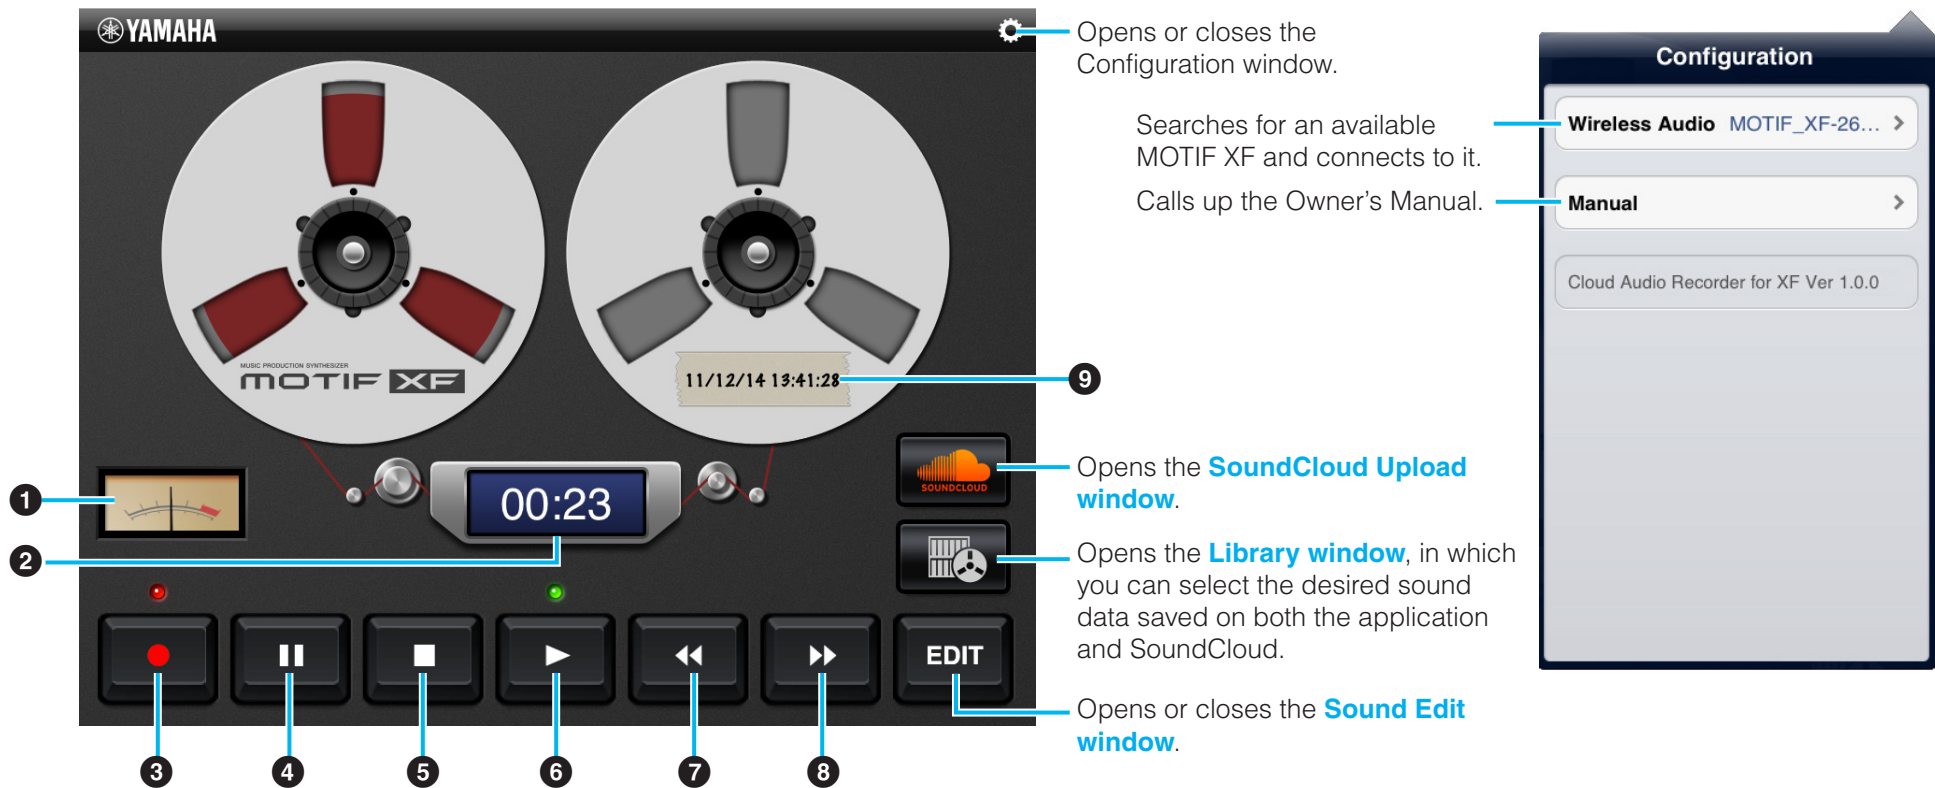 YAMAHA
Opens or closes the
Configuration window.
Configuration
Searches for an available
MOTIF XF and connects to it.
Wireless Audio MOTIF_XF-26... >
Calls up the Owner's Manual.
Manual >
Cloud Audio Recorder for XF Ver 1.0.0
MUSIC PRODUCTION SYNTHESIZER
MOTIF XF
11/12/14 13:41:28
9
SOUNDCLOUD
Opens the SoundCloud Upload
window.
1
00:23
2
Opens the Library window, in which
you can select the desired sound
data saved on both the application
and SoundCloud.
EDIT
Opens or closes the Sound Edit
window.
3 4 5 6 7 8